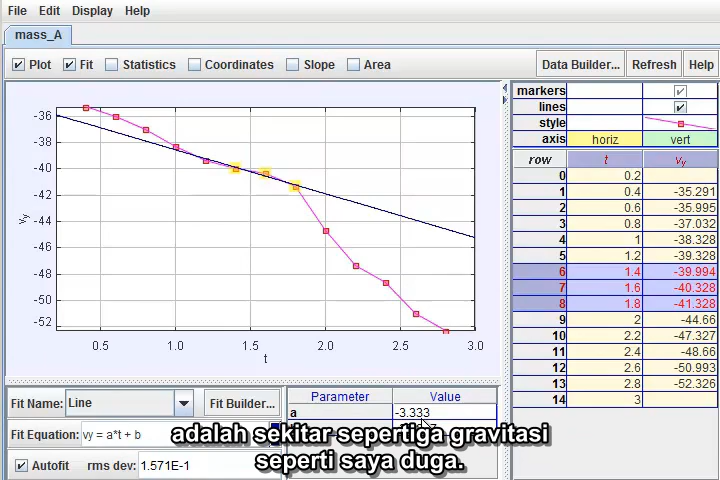 File Edit Display Help
mass_A
Plot Fit Statistics Coordinates Slope Area Data Builder... Refresh Help
markers
lines
style
axis horiz vert
row t vy
0 0.2
1 0.4 -35.291
2 0.6 -35.995
3 0.8 -37.032
4 1 -38.328
5 1.2 -39.328
6 1.4 -39.994
7 1.6 -40.328
8 1.8 -41.328
9 2 -44.66
10 2.2 -47.327
11 2.4 -48.66
12 2.6 -50.993
13 2.8 -52.326
14 3
-36
-38
-40
-42
-44
-46
-48
-50
-52
vy
0.5 1.0 1.5 2.0 2.5 3.0
t
Fit Name: Line Fit Builder...
Parameter Value
a -3.333
Fit Equation: vy = a*t + b
Autofit rms dev: 1.571E-1
adalah sekitar sepertiga gravitasi
seperti saya duga.